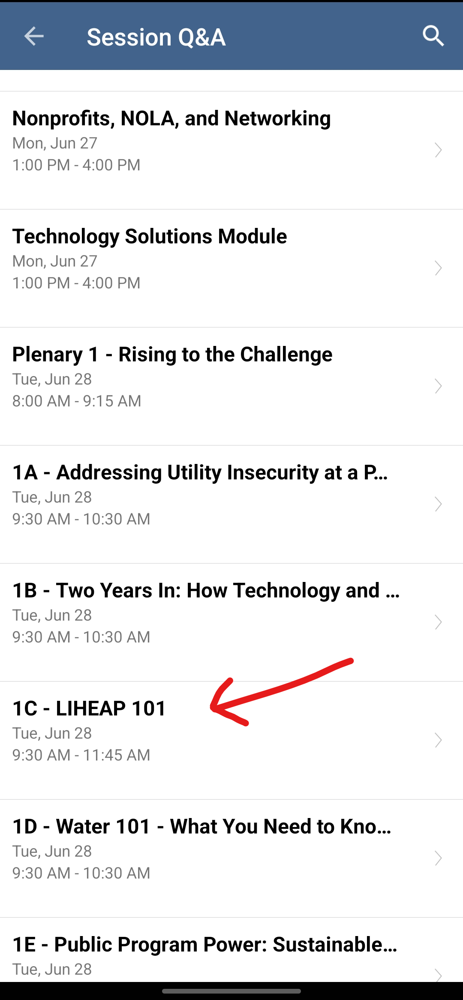 Session Q&A
Nonprofits, NOLA, and Networking
Mon, Jun 27
1:00 PM - 4:00 PM
Technology Solutions Module
Mon, Jun 27
1:00 PM - 4:00 PM
Plenary 1 - Rising to the Challenge
Tue, Jun 28
8:00 AM - 9:15 AM
1A - Addressing Utility Insecurity at a P...
Tue, Jun 28
9:30 AM - 10:30 AM
1B - Two Years In: How Technology and ...
Tue, Jun 28
9:30 AM - 10:30 AM
1C - LIHEAP 101
Tue, Jun 28
9:30 AM - 11:45 AM
1D - Water 101 - What You Need to Kno...
Tue, Jun 28
9:30 AM - 10:30 AM
1E - Public Program Power: Sustainable...
Tue, Jun 28